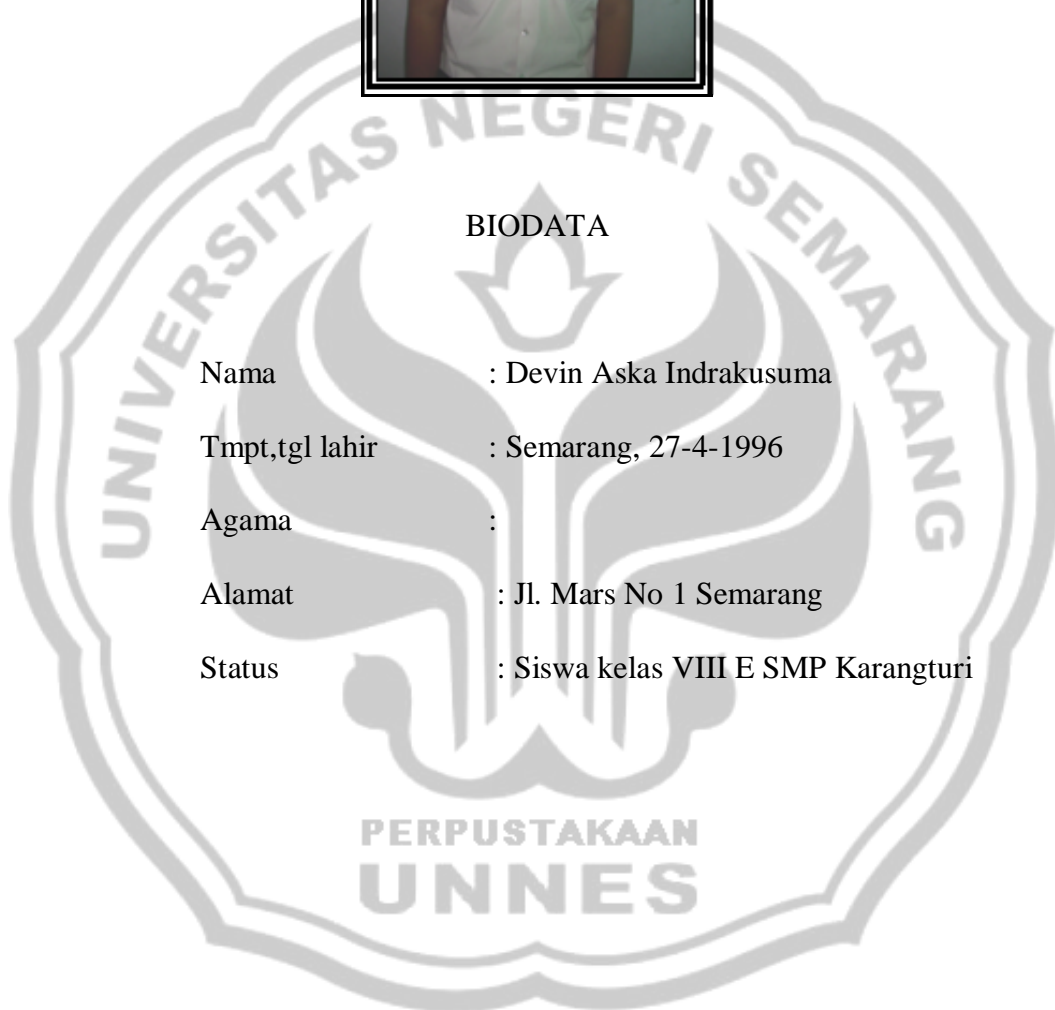 UNIVERSITAS NEGERI SEMARANG
BIODATA
Nama : Devin Aska Indrakusuma
Tmpt,tgl lahir : Semarang, 27-4-1996
Agama :
Alamat : Jl. Mars No 1 Semarang
Status : Siswa kelas VIII E SMP Karangturi
PERPUSTAKAAN
UNNES